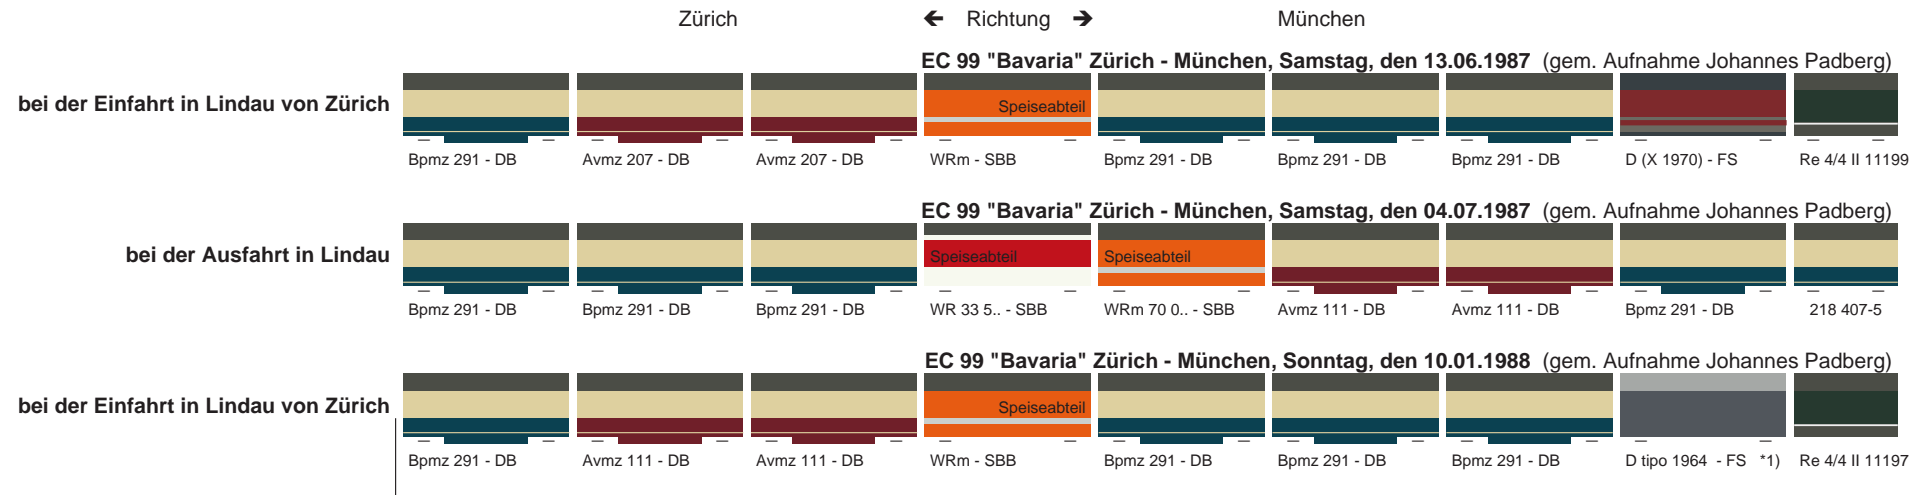 Zürich ← Richtung → München
EC 99 "Bavaria" Zürich - München, Samstag, den 13.06.1987 (gem. Aufnahme Johannes Padberg)
bei der Einfahrt in Lindau von Zürich Speiseabteil
Bpmz 291 - DB Avmz 207 - DB Avmz 207 - DB WRm - SBB Bpmz 291 - DB Bpmz 291 - DB Bpmz 291 - DB D (X 1970) - FS Re 4/4 II 11199
EC 99 "Bavaria" Zürich - München, Samstag, den 04.07.1987 (gem. Aufnahme Johannes Padberg)
bei der Ausfahrt in Lindau Speiseabteil Speiseabteil
Bpmz 291 - DB Bpmz 291 - DB Bpmz 291 - DB WR 33 5.. - SBB WRm 70 0.. - SBB Avmz 111 - DB Avmz 111 - DB Bpmz 291 - DB 218 407-5
EC 99 "Bavaria" Zürich - München, Sonntag, den 10.01.1988 (gem. Aufnahme Johannes Padberg)
bei der Einfahrt in Lindau von Zürich Speiseabteil
Bpmz 291 - DB Avmz 111 - DB Avmz 111 - DB WRm - SBB Bpmz 291 - DB Bpmz 291 - DB Bpmz 291 - DB D tipo 1964 - FS *1) Re 4/4 II 11197